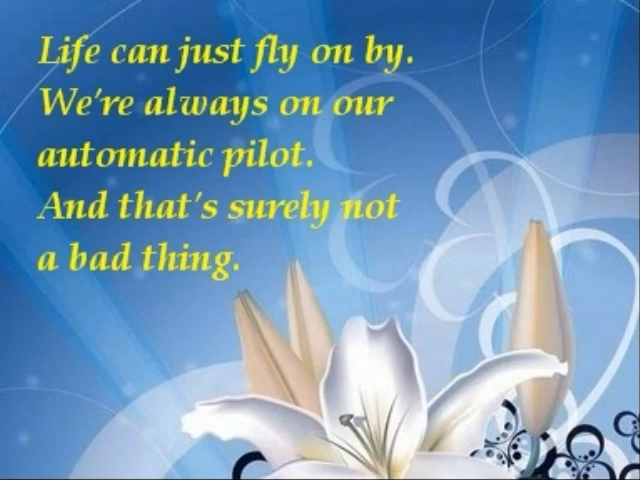 Life can just fly on by.
We're always on our
automatic pilot.
And that's surely not
a bad thing.